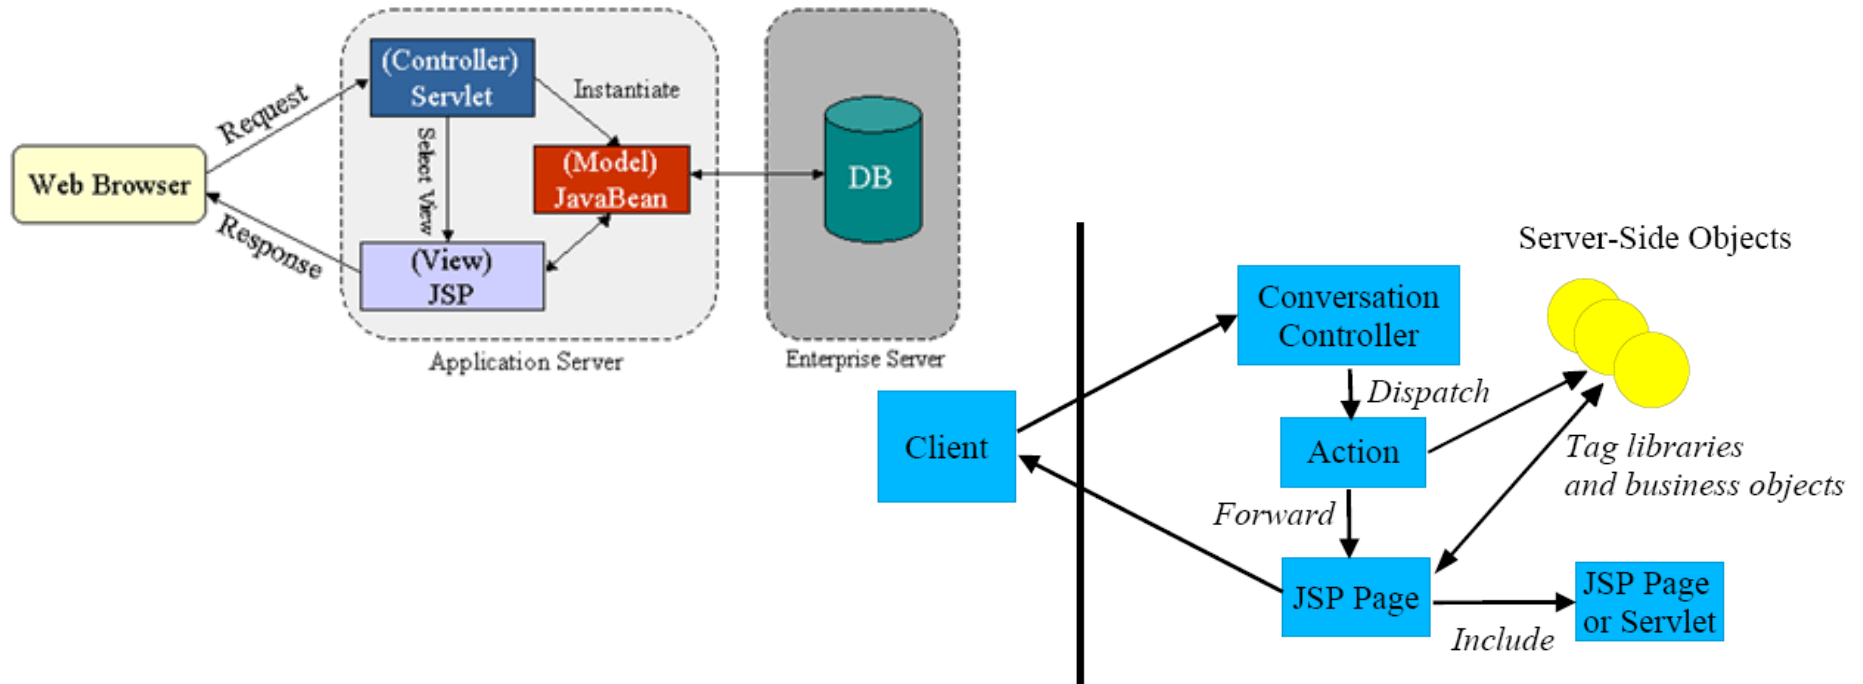 (Controller)
Servlet
Instantiate
Request
Select View
(Model)
JavaBean
Web Browser
DB
Response
(View)
JSP
Application Server
Enterprise Server
Server-Side Objects
Conversation
Controller
Dispatch
Client
Action
Tag libraries
and business objects
Forward
JSP Page
JSP Page
or Servlet
Include